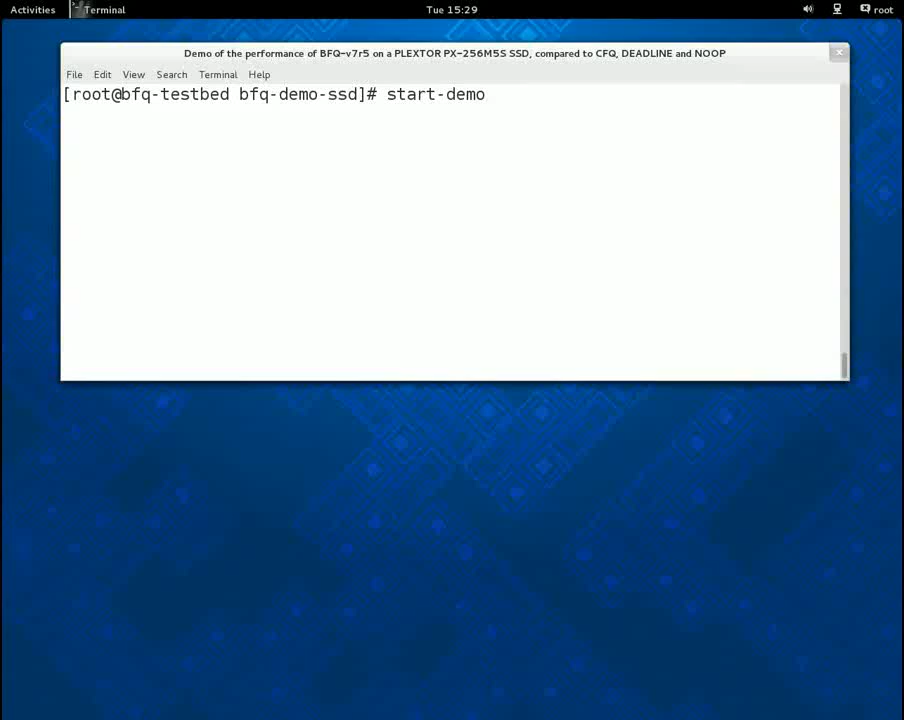 Activities Terminal Tue 15:29 root
Demo of the performance of BFQ-v7r5 on a PLEXTOR PX-256M5S SSD, compared to CFQ, DEADLINE and NOOP
File Edit View Search Terminal Help
[root@bfq-testbed bfq-demo-ssd]# start-demo